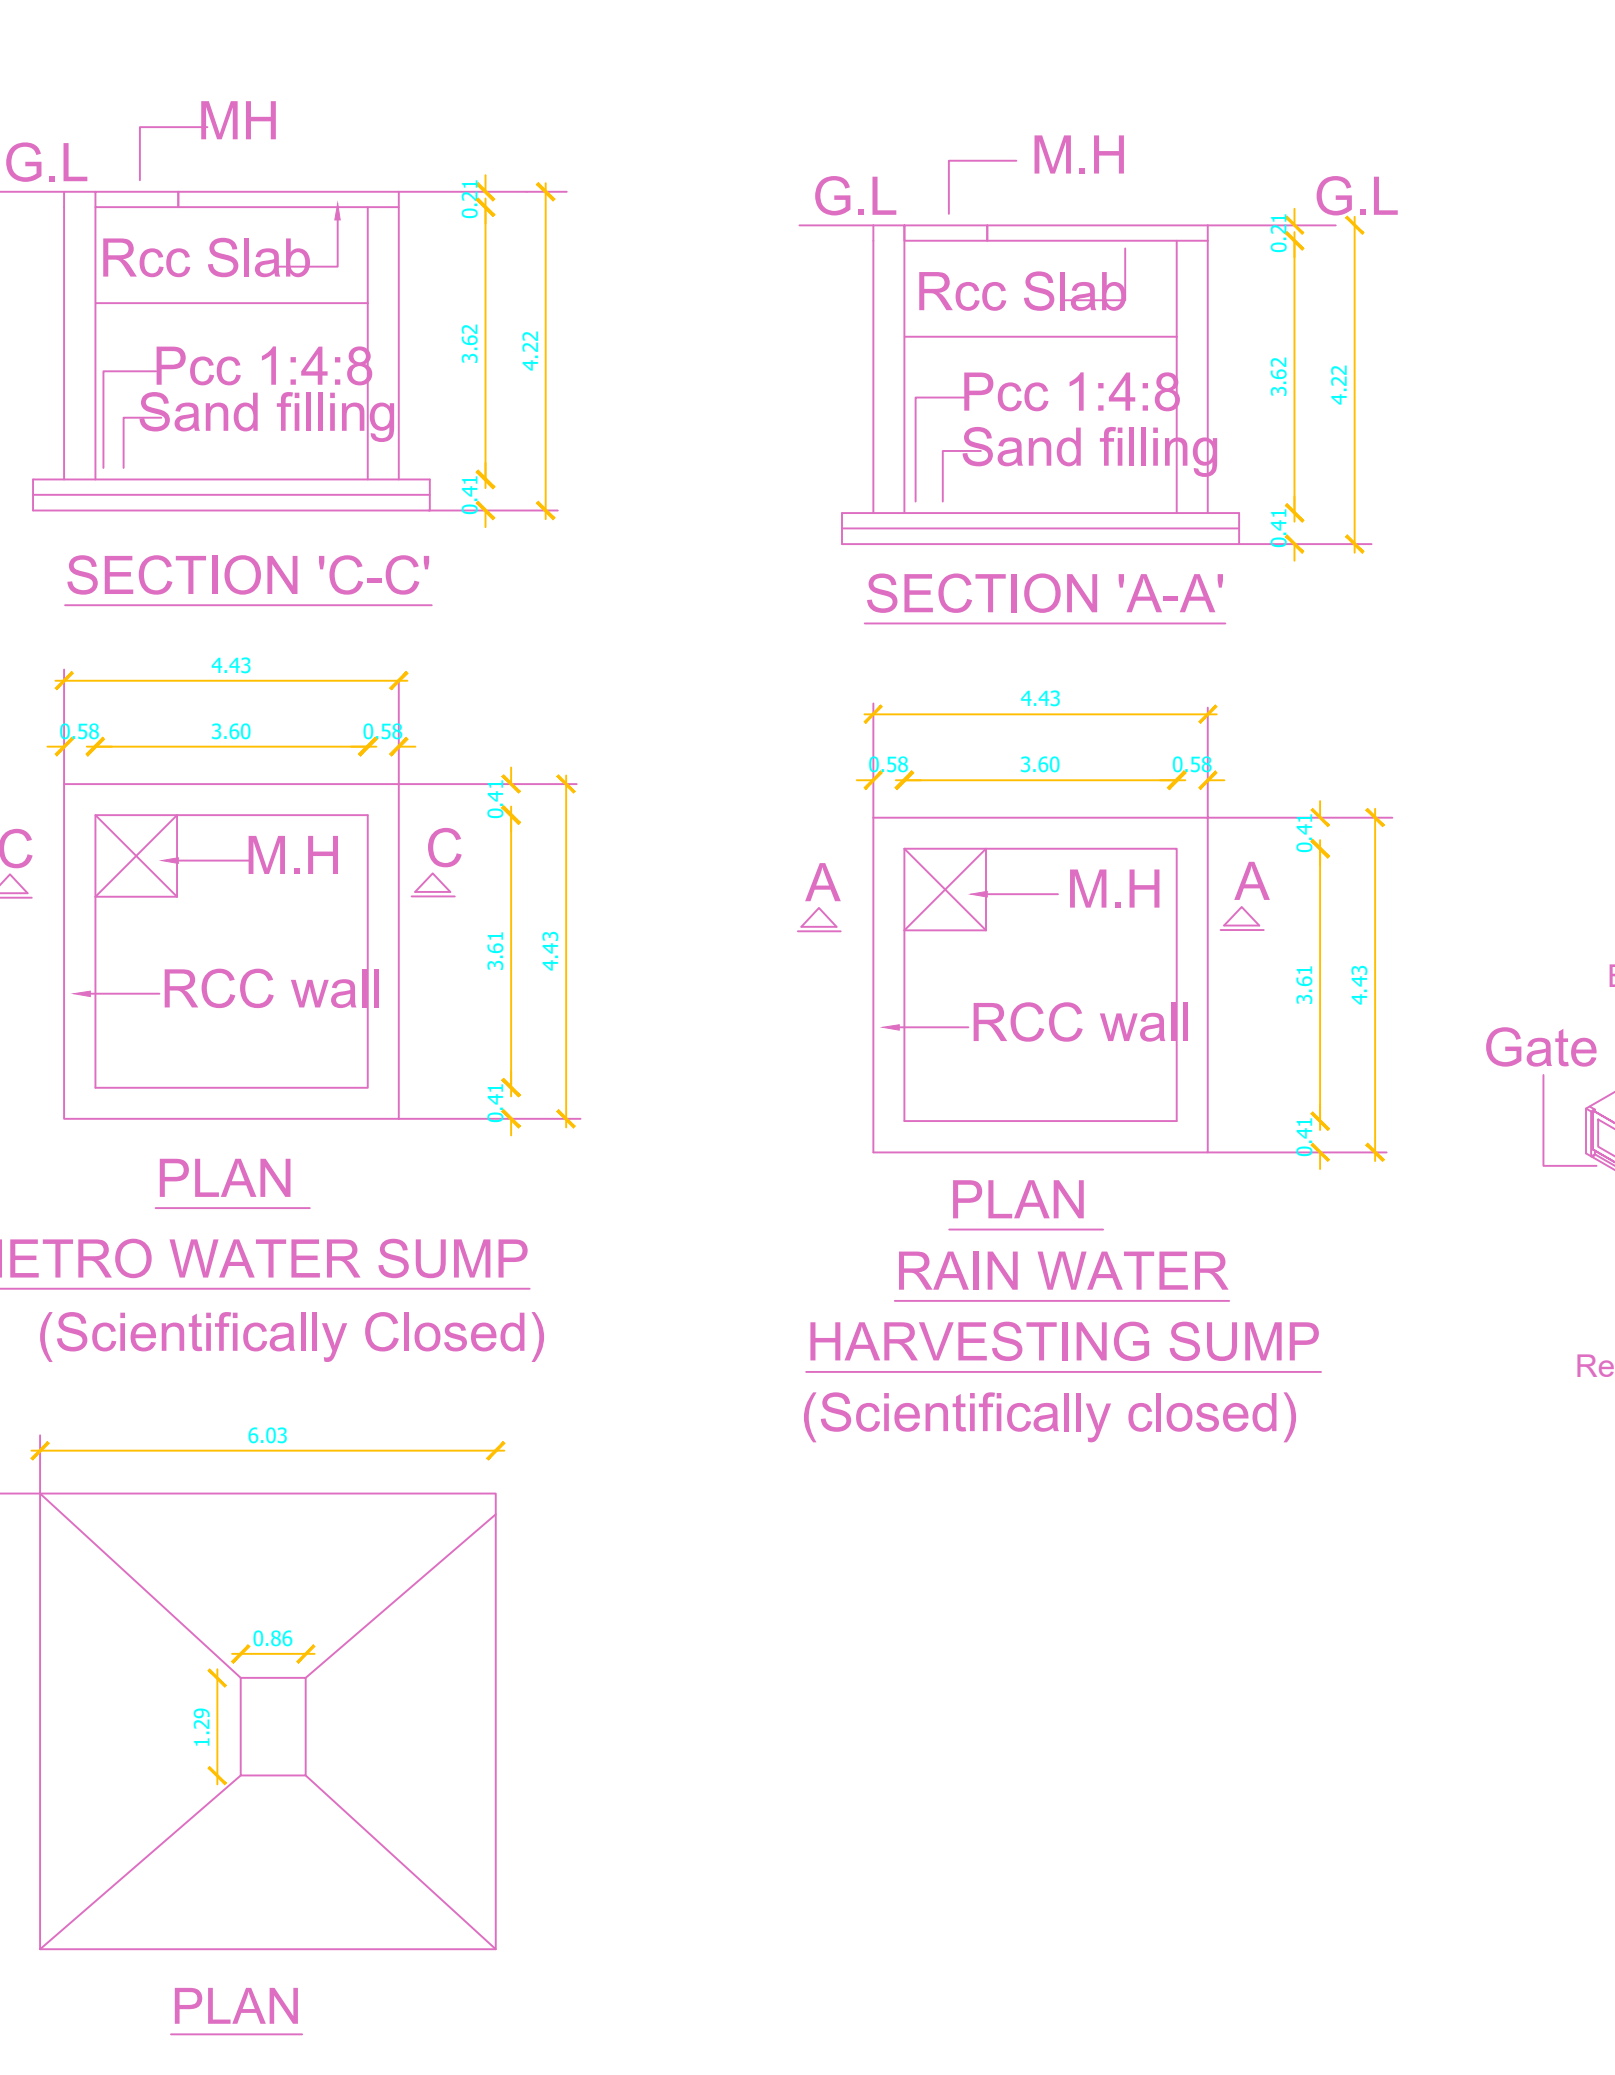 MH
G.L
0.21
Rcc Slab
3.62
4.22
Pcc 1:4:8
Sand filling
0.41
SECTION 'C-C'
4.43
0.58
3.60
0.58
0.41
C
M.H
C
3.61
4.43
RCC wall
0.41
PLAN
ETRO WATER SUMP
(Scientifically Closed)
6.03
0.86
1.29
PLAN
M.H
G.L
G.L
0.21
Rcc Slab
3.62
4.22
Pcc 1:4:8
Sand filling
0.41
SECTION 'A-A'
4.43
0.58
3.60
0.58
0.41
A
M.H
A
3.61
4.43
RCC wall
0.41
PLAN
RAIN WATER
HARVESTING SUMP
(Scientifically closed)
Gate
Re